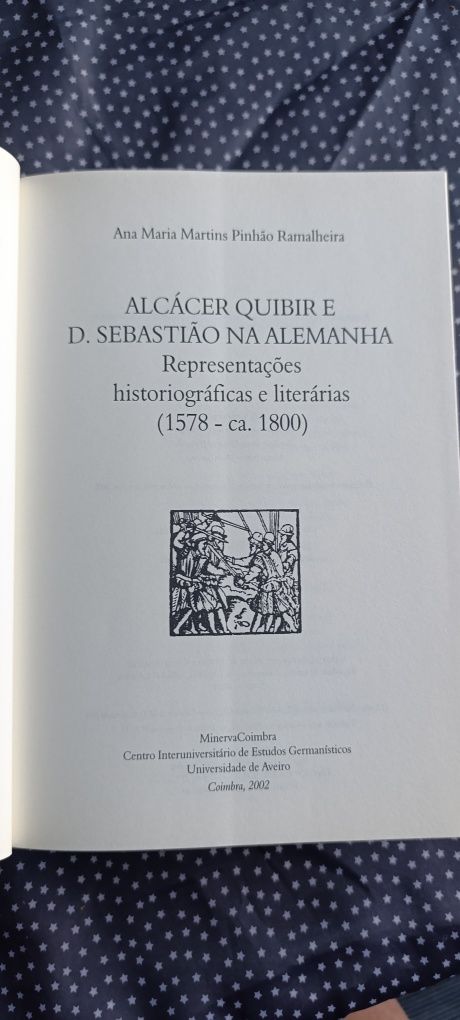 Ana Maria Martins Pinhão Ramalheira
ALCÁCER QUIBIR E
D. SEBASTIÃO NA ALEMANHA
Representações
historiográficas e literárias
(1578 - ca. 1800)
MinervaCoimbra
Centro Interuniversitário de Estudos Germanísticos
Universidade de Aveiro
Coimbra, 2002